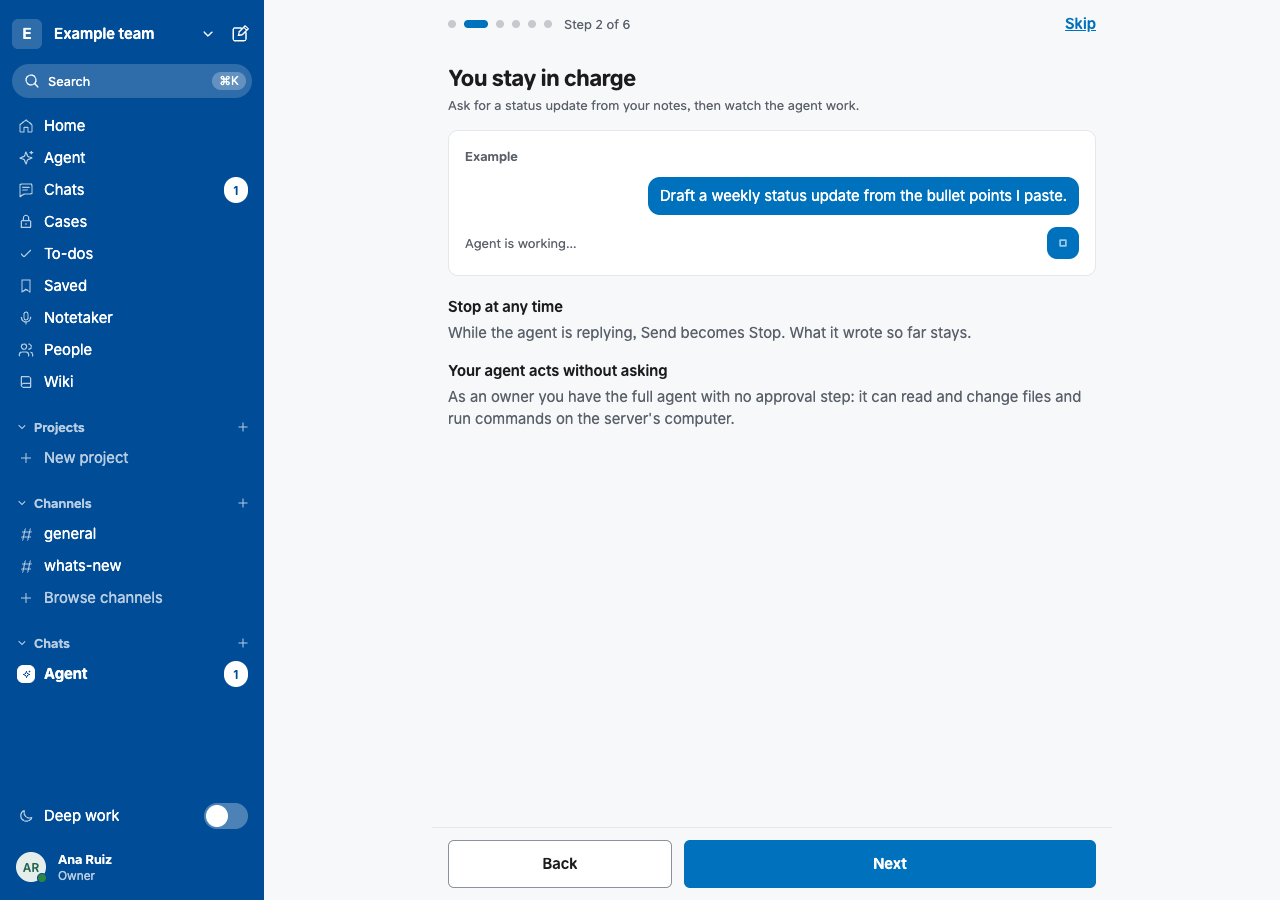 E
Example team
Search
⌘K
Home
Agent
Chats
1
Cases
To-dos
Saved
Notetaker
People
Wiki
Projects
New project
Channels
# general
# whats-new
Browse channels
Chats
Agent
1
Deep work
AR
Ana Ruiz
Owner
Step 2 of 6
Skip
You stay in charge
Ask for a status update from your notes, then watch the agent work.
Example
Draft a weekly status update from the bullet points I paste.
Agent is working...
Stop at any time
While the agent is replying, Send becomes Stop. What it wrote so far stays.
Your agent acts without asking
As an owner you have the full agent with no approval step: it can read and change files and
run commands on the server's computer.
Back
Next